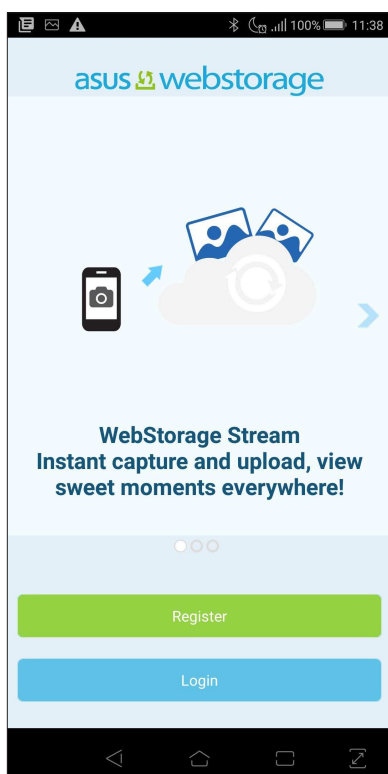 100% 11:38
asus webstorage
WebStorage Stream
Instant capture and upload, view
sweet moments everywhere!
Register
Login